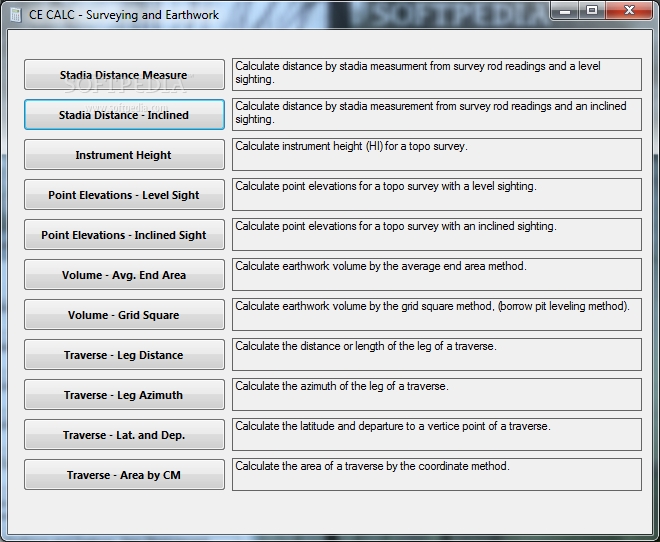 CE CALC - Surveying and Earthwork
SOFTPEDIA
Stadia Distance Measure
Calculate distance by stadia measurment from survey rod readings and a level
sighting.
SOFTPEDIA
www.softpedia.com
Stadia Distance - Inclined
Calculate distance by stadia measurement from survey rod readings and an inclined
sighting.
Instrument Height
Calculate instrument height (HI) for a topo survey.
Point Elevations - Level Sight
Calculate point elevations for a topo survey with a level sighting.
Point Elevations - Inclined Sight
Calculate point elevations for a topo survey with an inclined sighting.
Volume - Avg. End Area
Calculate earthwork volume by the average end area method.
Volume - Grid Square
Calculate earthwork volume by the grid square method, (borrow pit leveling method).
Traverse - Leg Distance
Calculate the distance or length of the leg of a traverse.
Traverse - Leg Azimuth
Calculate the azimuth of the leg of a traverse.
Traverse - Lat. and Dep.
Calculate the latitude and departure to a vertice point of a traverse.
Traverse - Area by CM
Calculate the area of a traverse by the coordinate method.